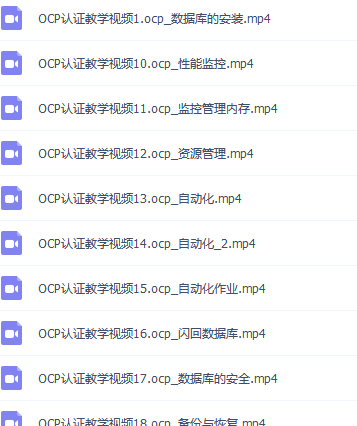 OCP认证教学视频1.ocp_数据库的安装.mp4
OCP认证教学视频10.ocp_性能监控.mp4
OCP认证教学视频11.ocp_监控管理内存.mp4
OCP认证教学视频12.ocp_资源管理.mp4
OCP认证教学视频13.ocp_自动化.mp4
OCP认证教学视频14.ocp_自动化_2.mp4
OCP认证教学视频15.ocp_自动化作业.mp4
OCP认证教学视频16.ocp_闪回数据库.mp4
OCP认证教学视频17.ocp_数据库的安全.mp4
OCP认证教学视频18.ocp_备份与恢复.mp4